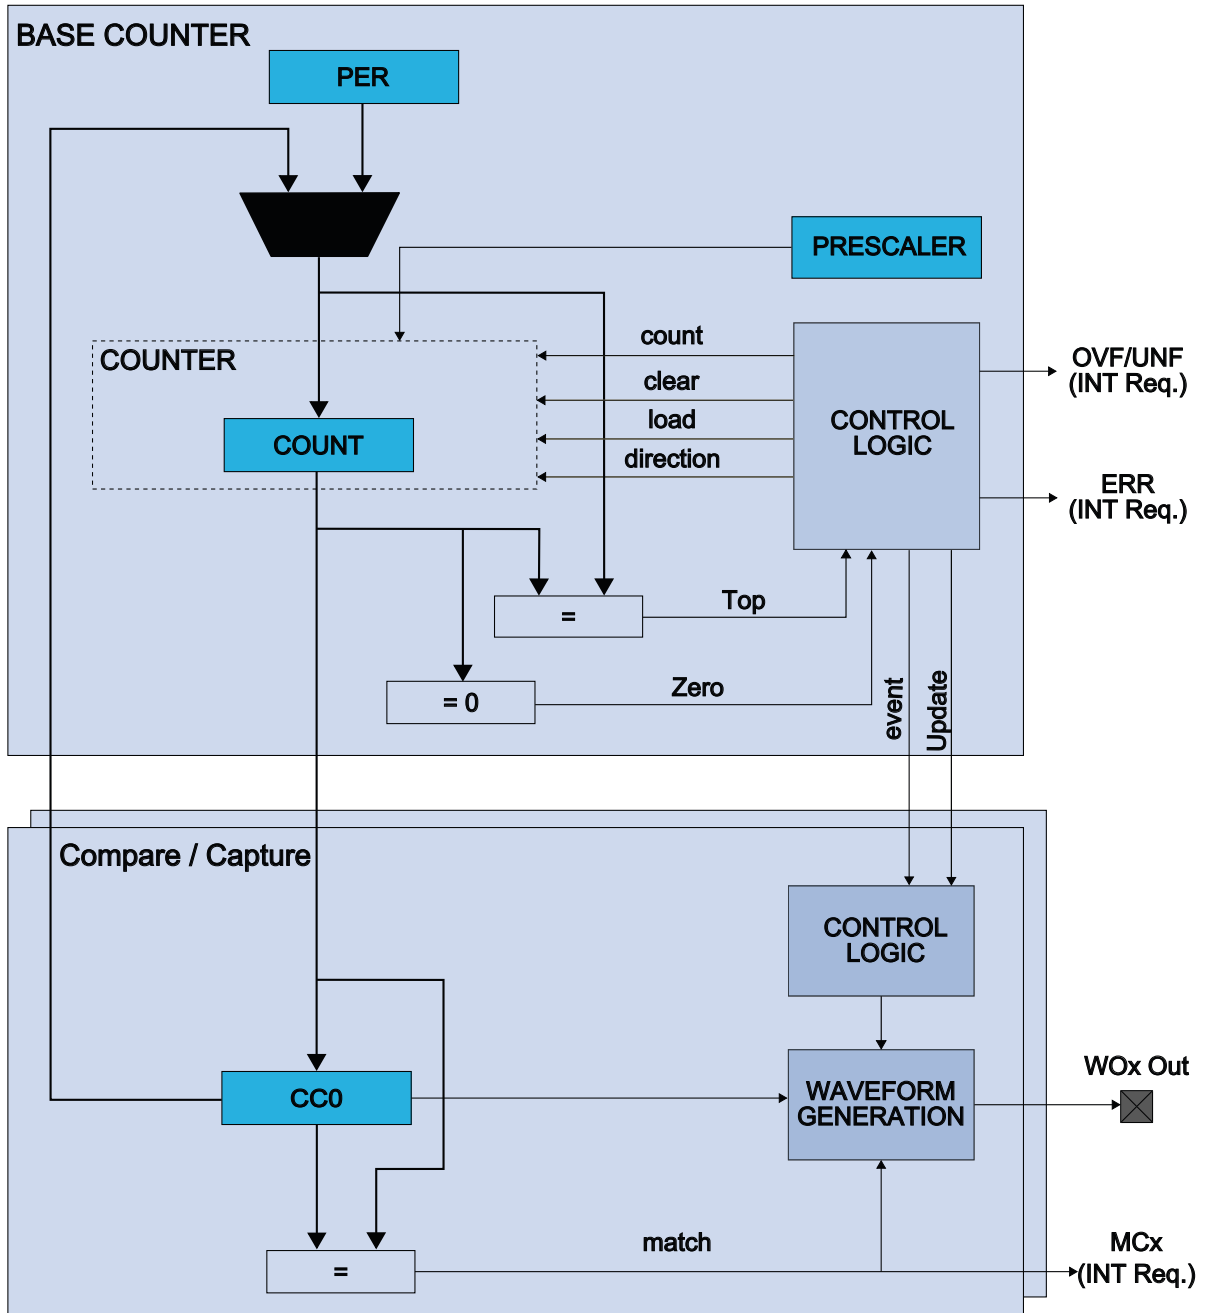 BASE COUNTER
PER
PRESCALER
COUNTER
count
clear
load
direction
COUNT
CONTROL
LOGIC
OVF/UNF
(INT Req.)
ERR
(INT Req.)
=
Top
= 0
Zero
event
Update
Compare / Capture
CONTROL
LOGIC
CC0
WAVEFORM
GENERATION
WOx Out
=
match
MCx
(INT Req.)